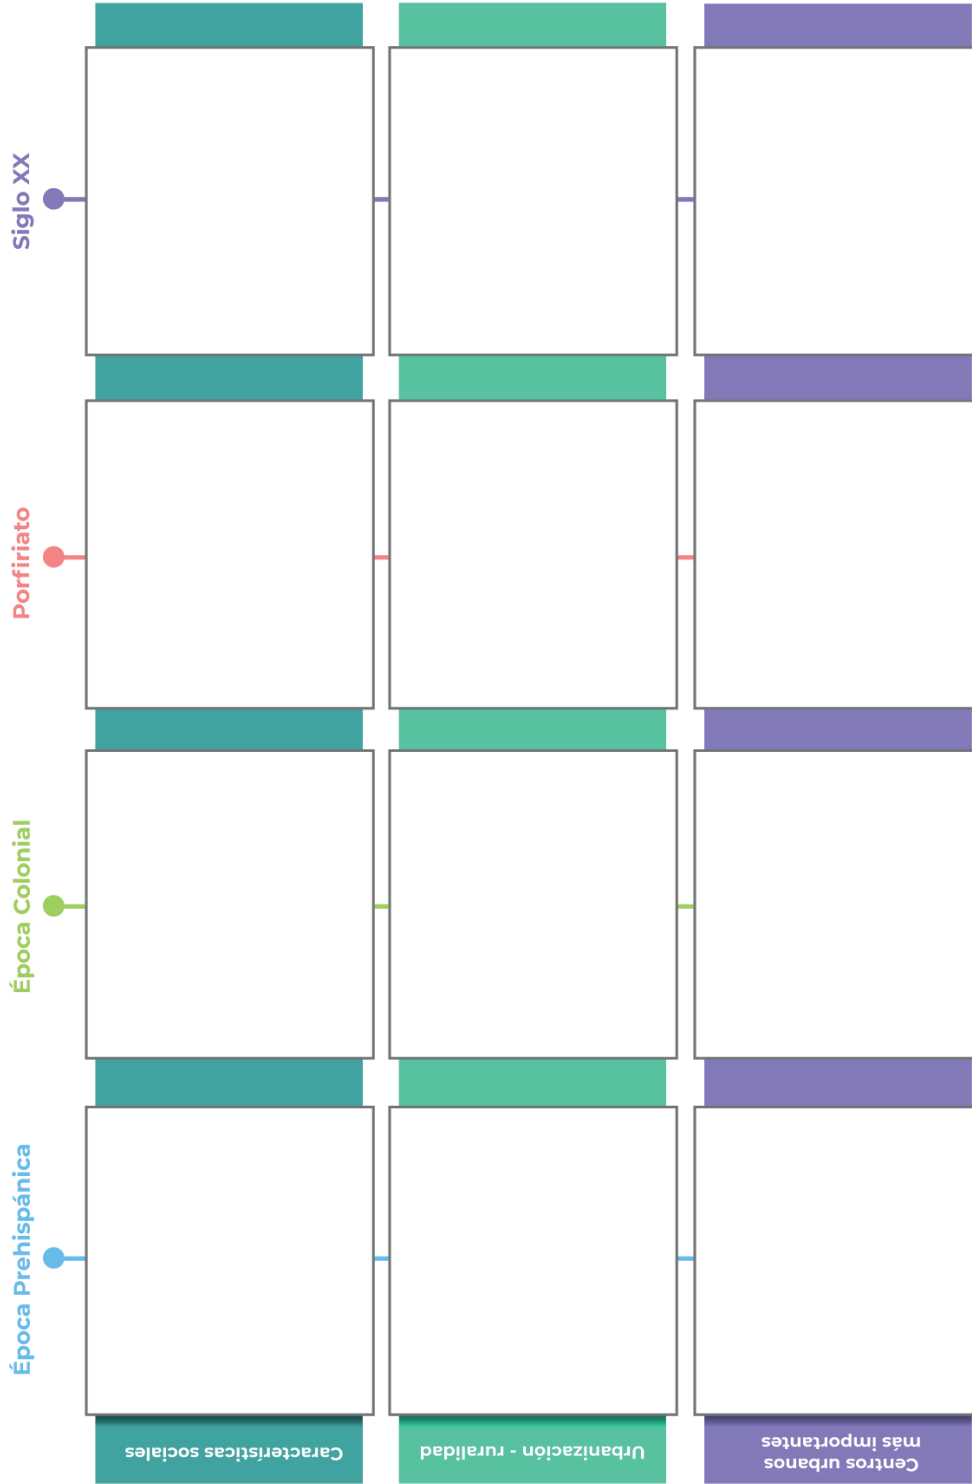 Siglo XX
Porfiriato
Época Colonial
Época Prehispánica
Características sociales
Urbanización - ruralidad
Centros urbanos
más importantes